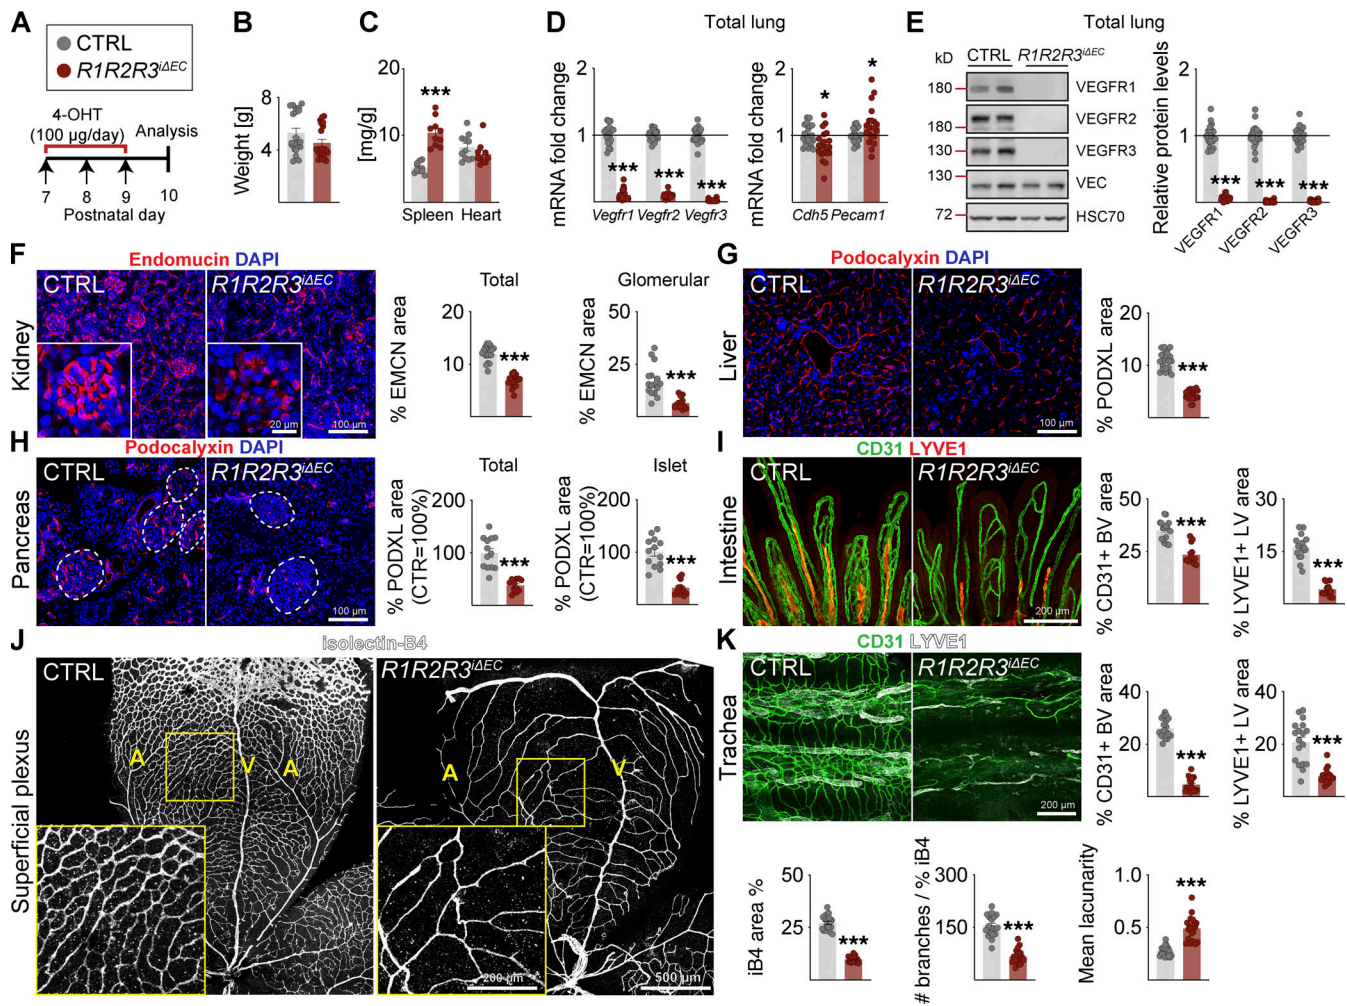 A
CTRL
R1R2R3iΔEC
4-OHT
(100 µg/day)
Analysis
7 8 9 10
Postnatal day
B
Weight [g]
8
4
C
[mg/g]
20
10
***
Spleen Heart
D
Total lung
mRNA fold change
2
1
*** *** ***
Vegfr1 Vegfr2 Vegfr3
mRNA fold change
2
1
* *
Cdh5 Pecam1
E
Total lung
kD CTRL R1R2R3iΔEC
180 VEGFR1
180 VEGFR2
130 VEGFR3
130 VEC
72 HSC70
Relative protein levels
2
1
*** *** ***
VEGFR1 VEGFR2 VEGFR3
F
Endomucin DAPI
Kidney
CTRL
R1R2R3iΔEC
20 µm
100 µm
Total
% EMCN area
20
10
***
Glomerular
% EMCN area
50
25
***
G
Podocalyxin DAPI
Liver
CTRL
R1R2R3iΔEC
100 µm
% PODXL area
20
10
***
H
Podocalyxin DAPI
Pancreas
CTRL
R1R2R3iΔEC
100 µm
Total
% PODXL area
(CTR=100%)
200
100
***
Islet
% PODXL area
(CTR=100%)
200
100
***
I
CD31 LYVE1
Intestine
CTRL
R1R2R3iΔEC
200 µm
% CD31+ BV area
50
25
***
% LYVE1+ LV area
30
15
***
J
isolectin-B4
Superficial plexus
CTRL
A V A
R1R2R3iΔEC
A V
200 µm
500 µm
K
CD31 LYVE1
Trachea
CTRL
R1R2R3iΔEC
200 µm
% CD31+ BV area
40
20
***
% LYVE1+ LV area
40
20
***
iB4 area %
50
25
***
# branches / % iB4
300
150
***
Mean lacunarity
1.0
0.5
***